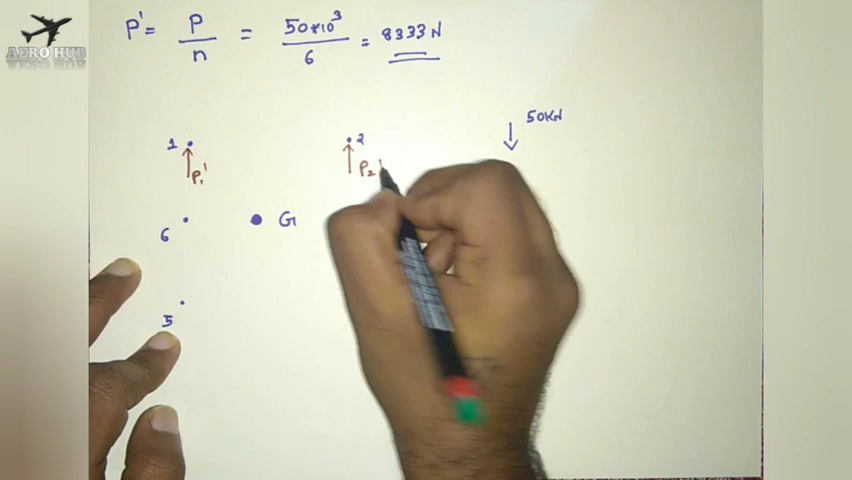 AERO HUB
P' = P/n = 50*10³/6 = 8333 N
50KN
1 2
P₁' P₂'
6 G
5